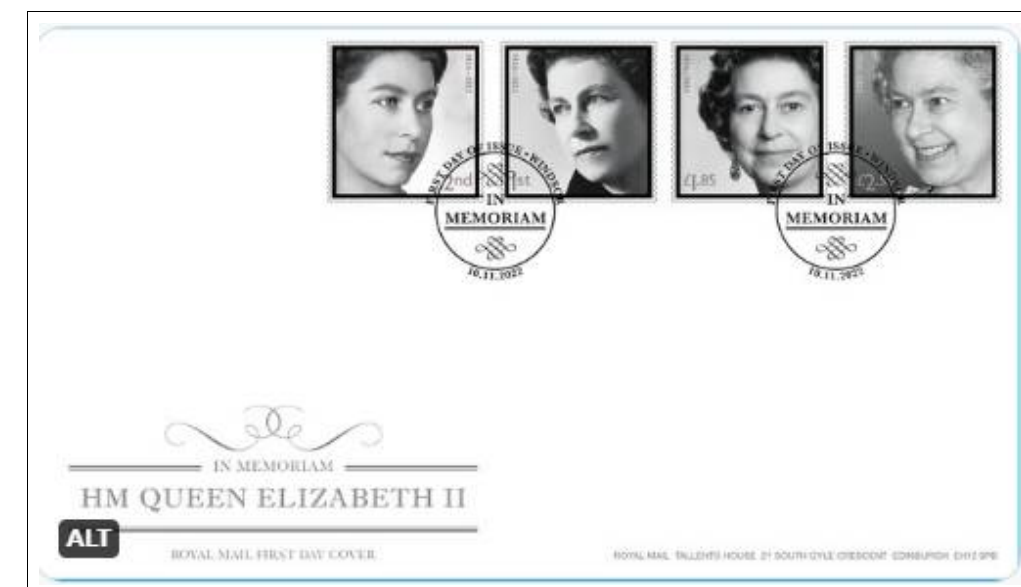 2nd
1st
£1.85
FIRST DAY OF ISSUE • WINDSOR
IN
MEMORIAM
10.11.2022
FIRST DAY OF ISSUE • WINDSOR
IN
MEMORIAM
10.11.2022
IN MEMORIAM
HM QUEEN ELIZABETH II
ALT
ROYAL MAIL FIRST DAY COVER
ROYAL MAIL TALLENTS HOUSE 21 SOUTH GYLE CRESCENT EDINBURGH EH12 9PB